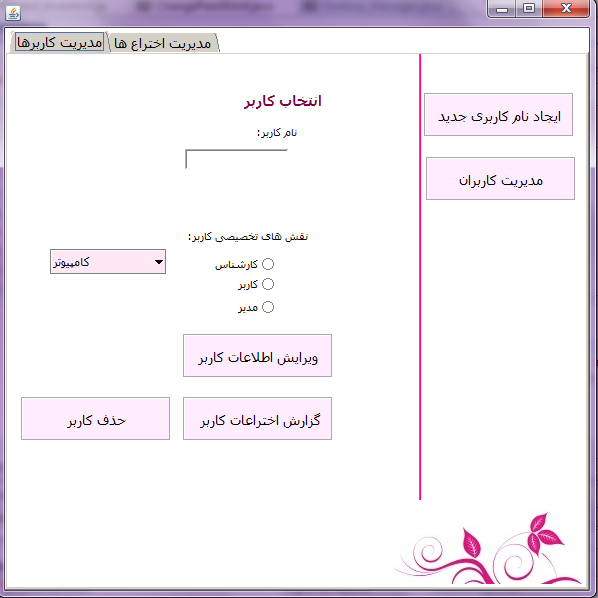 مدیریت کاربرها
مدیریت اختراع ها
ایجاد نام کاربری جدید
مدیریت کاربران
انتخاب کاربر
نام کاربر:
نقش های تخصیصی کاربر:
کارشناس
کامپیوتر
کاربر
مدیر
ویرایش اطلاعات کاربر
گزارش اختراعات کاربر
حذف کاربر